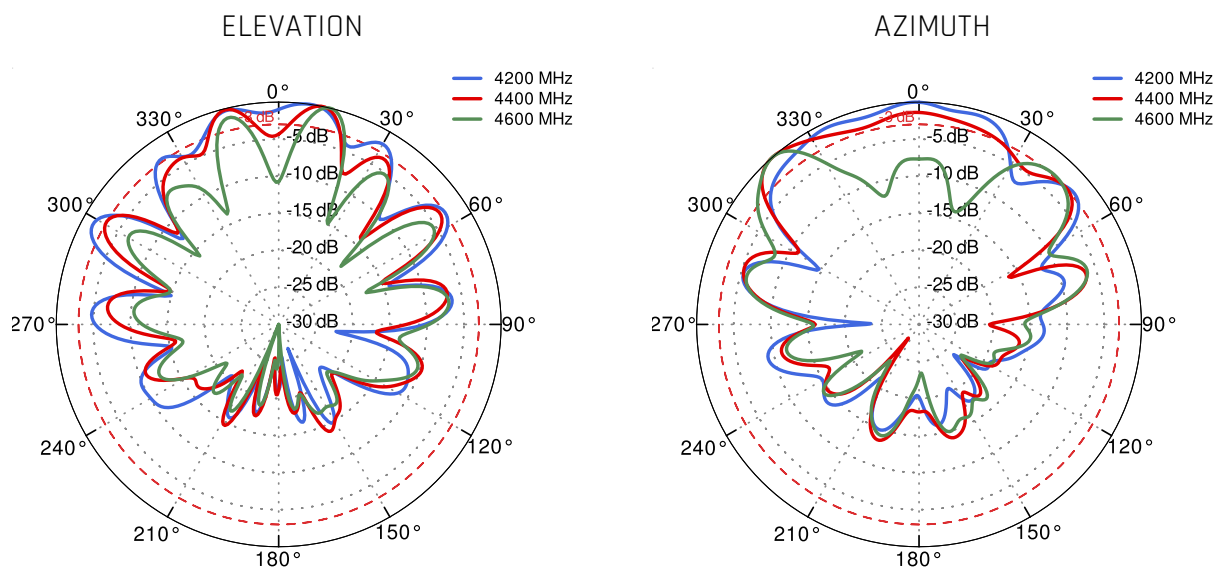 ELEVATION
4200 MHz
4400 MHz
4600 MHz
0°
30°
60°
90°
120°
150°
180°
210°
240°
270°
300°
330°
-3 dB
-5 dB
-10 dB
-15 dB
-20 dB
-25 dB
-30 dB
AZIMUTH
4200 MHz
4400 MHz
4600 MHz
0°
30°
60°
90°
120°
150°
180°
210°
240°
270°
300°
330°
-3 dB
-5 dB
-10 dB
-15 dB
-20 dB
-25 dB
-30 dB